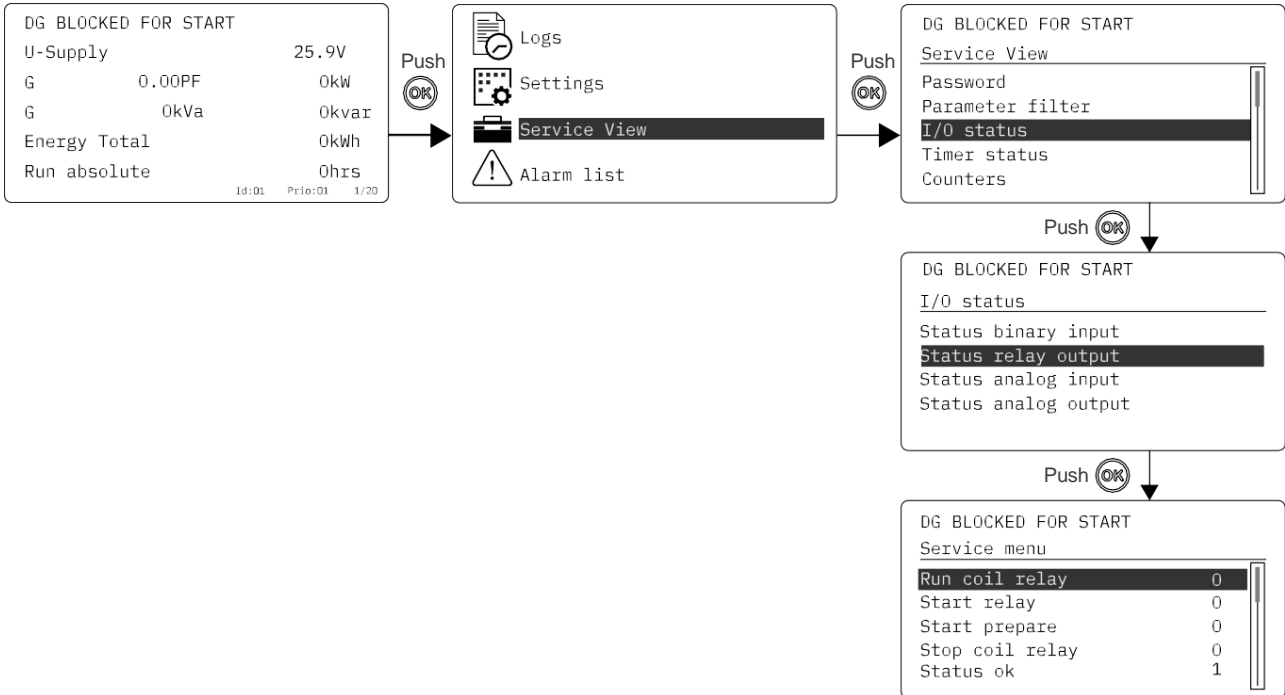 DG BLOCKED FOR START
U-Supply 25.9V
G 0.00PF 0kW
G 0kVa 0kvar
Energy Total 0kWh
Run absolute 0hrs
Id:01 Prio:01 1/20
Push
OK
Logs
Settings
Service View
Alarm list
Push
OK
DG BLOCKED FOR START
Service View
Password
Parameter filter
I/O status
Timer status
Counters
Push OK
DG BLOCKED FOR START
I/O status
Status binary input
Status relay output
Status analog input
Status analog output
Push OK
DG BLOCKED FOR START
Service menu
Run coil relay 0
Start relay 0
Start prepare 0
Stop coil relay 0
Status ok 1